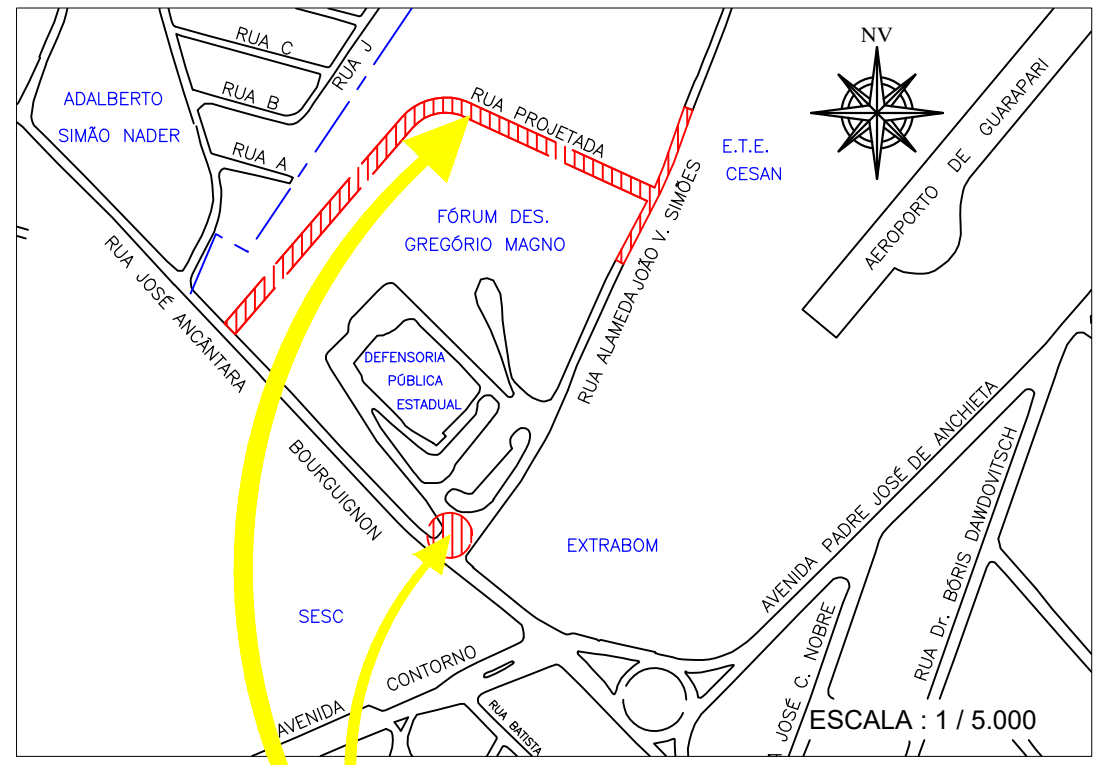 NV
RUA C
RUA J
RUA B
ADALBERTO
SIMÃO NADER
RUA A
RUA PROJETADA
E.T.E.
CESAN
AEROPORTO DE GUARAPARI
FÓRUM DES.
GREGÓRIO MAGNO
RUA ALAMEDA JOÃO V. SIMÕES
RUA JOSÉ ANCÂNTARA BOURGUIGNON
DEFENSORIA
PÚBLICA
ESTADUAL
EXTRABOM
AVENIDA PADRE JOSÉ DE ANCHIETA
RUA Dr. BÓRIS DAWDOVITSCH
SESC
AVENIDA CONTORNO
RUA BATISTA
A JOSÉ C. NOBRE
ESCALA : 1 / 5.000